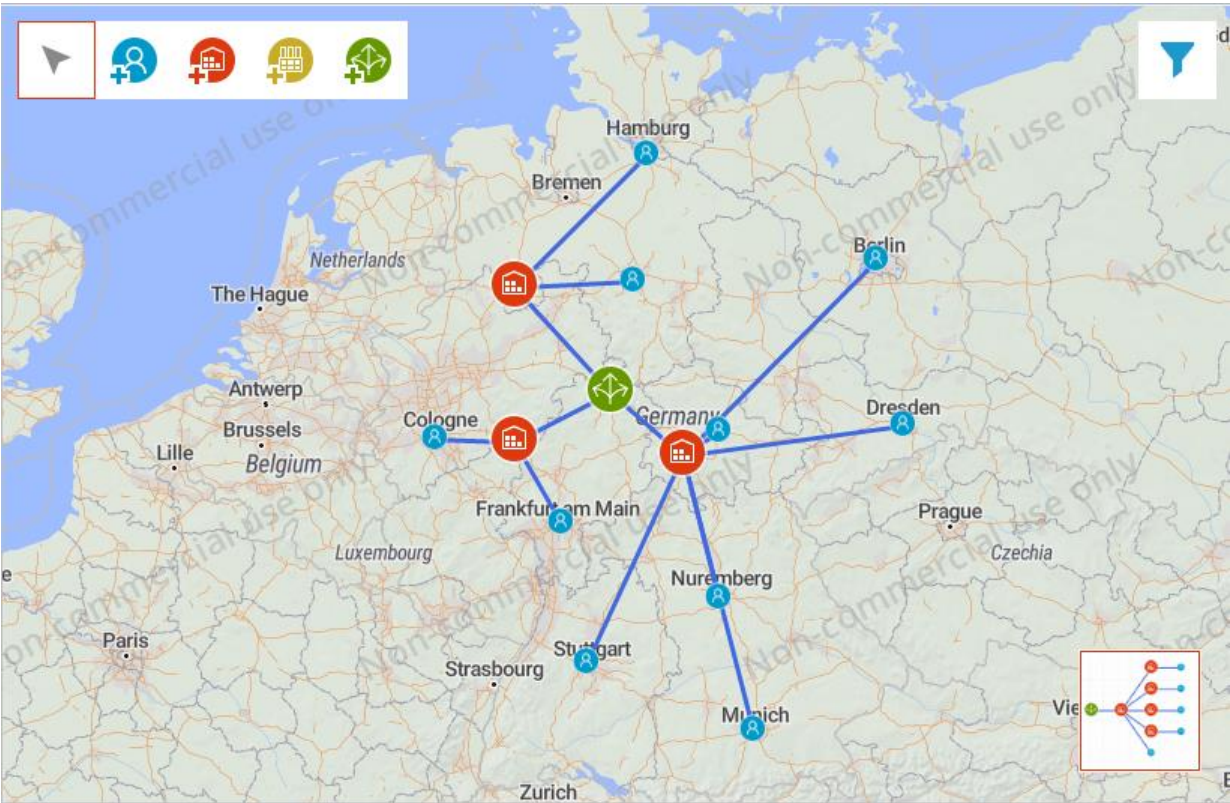 Non-commercial use only
Hamburg
Bremen
Netherlands
Berlin
The Hague
Antwerp
Cologne
Germany
Dresden
Brussels
Lille
Belgium
Frankfurt am Main
Prague
Luxembourg
Czechia
Nuremberg
Paris
Stuttgart
Strasbourg
Munich
Vie
Zurich